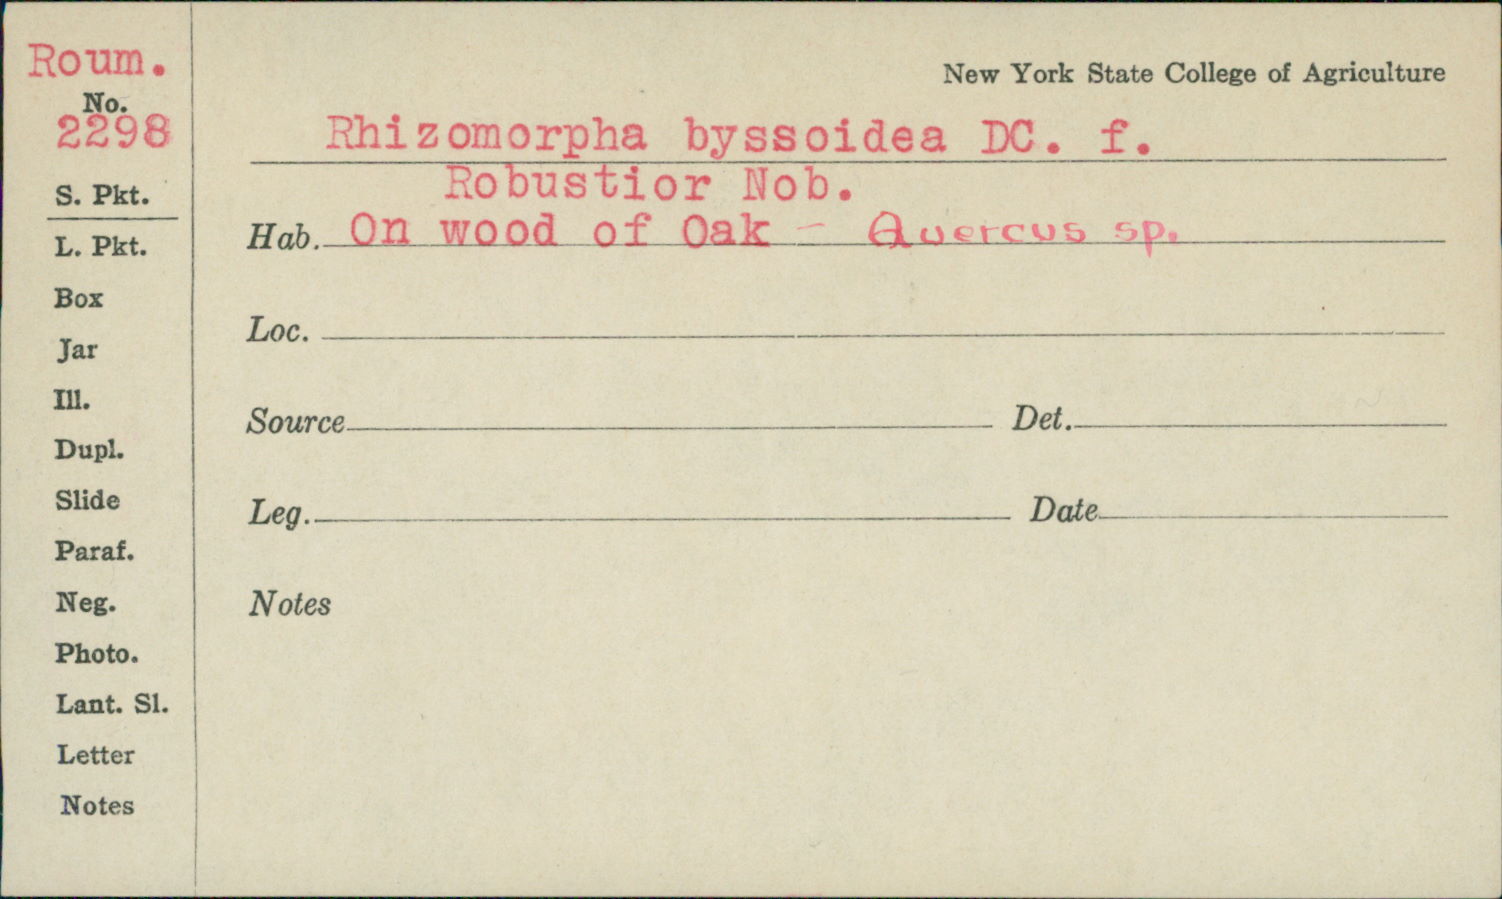 Roum.
No.
2298
S. Pkt.
L. Pkt.
Box
Jar
Ill.
Dupl.
Slide
Paraf.
Neg.
Photo.
Lant. Sl.
Letter
Notes
New York State College of Agriculture
Rhizomorpha byssoidea DC. f.
Robustior Nob.
Hab. On wood of Oak - Quercus sp.
Loc.
Source Det.
Leg. Date
Notes